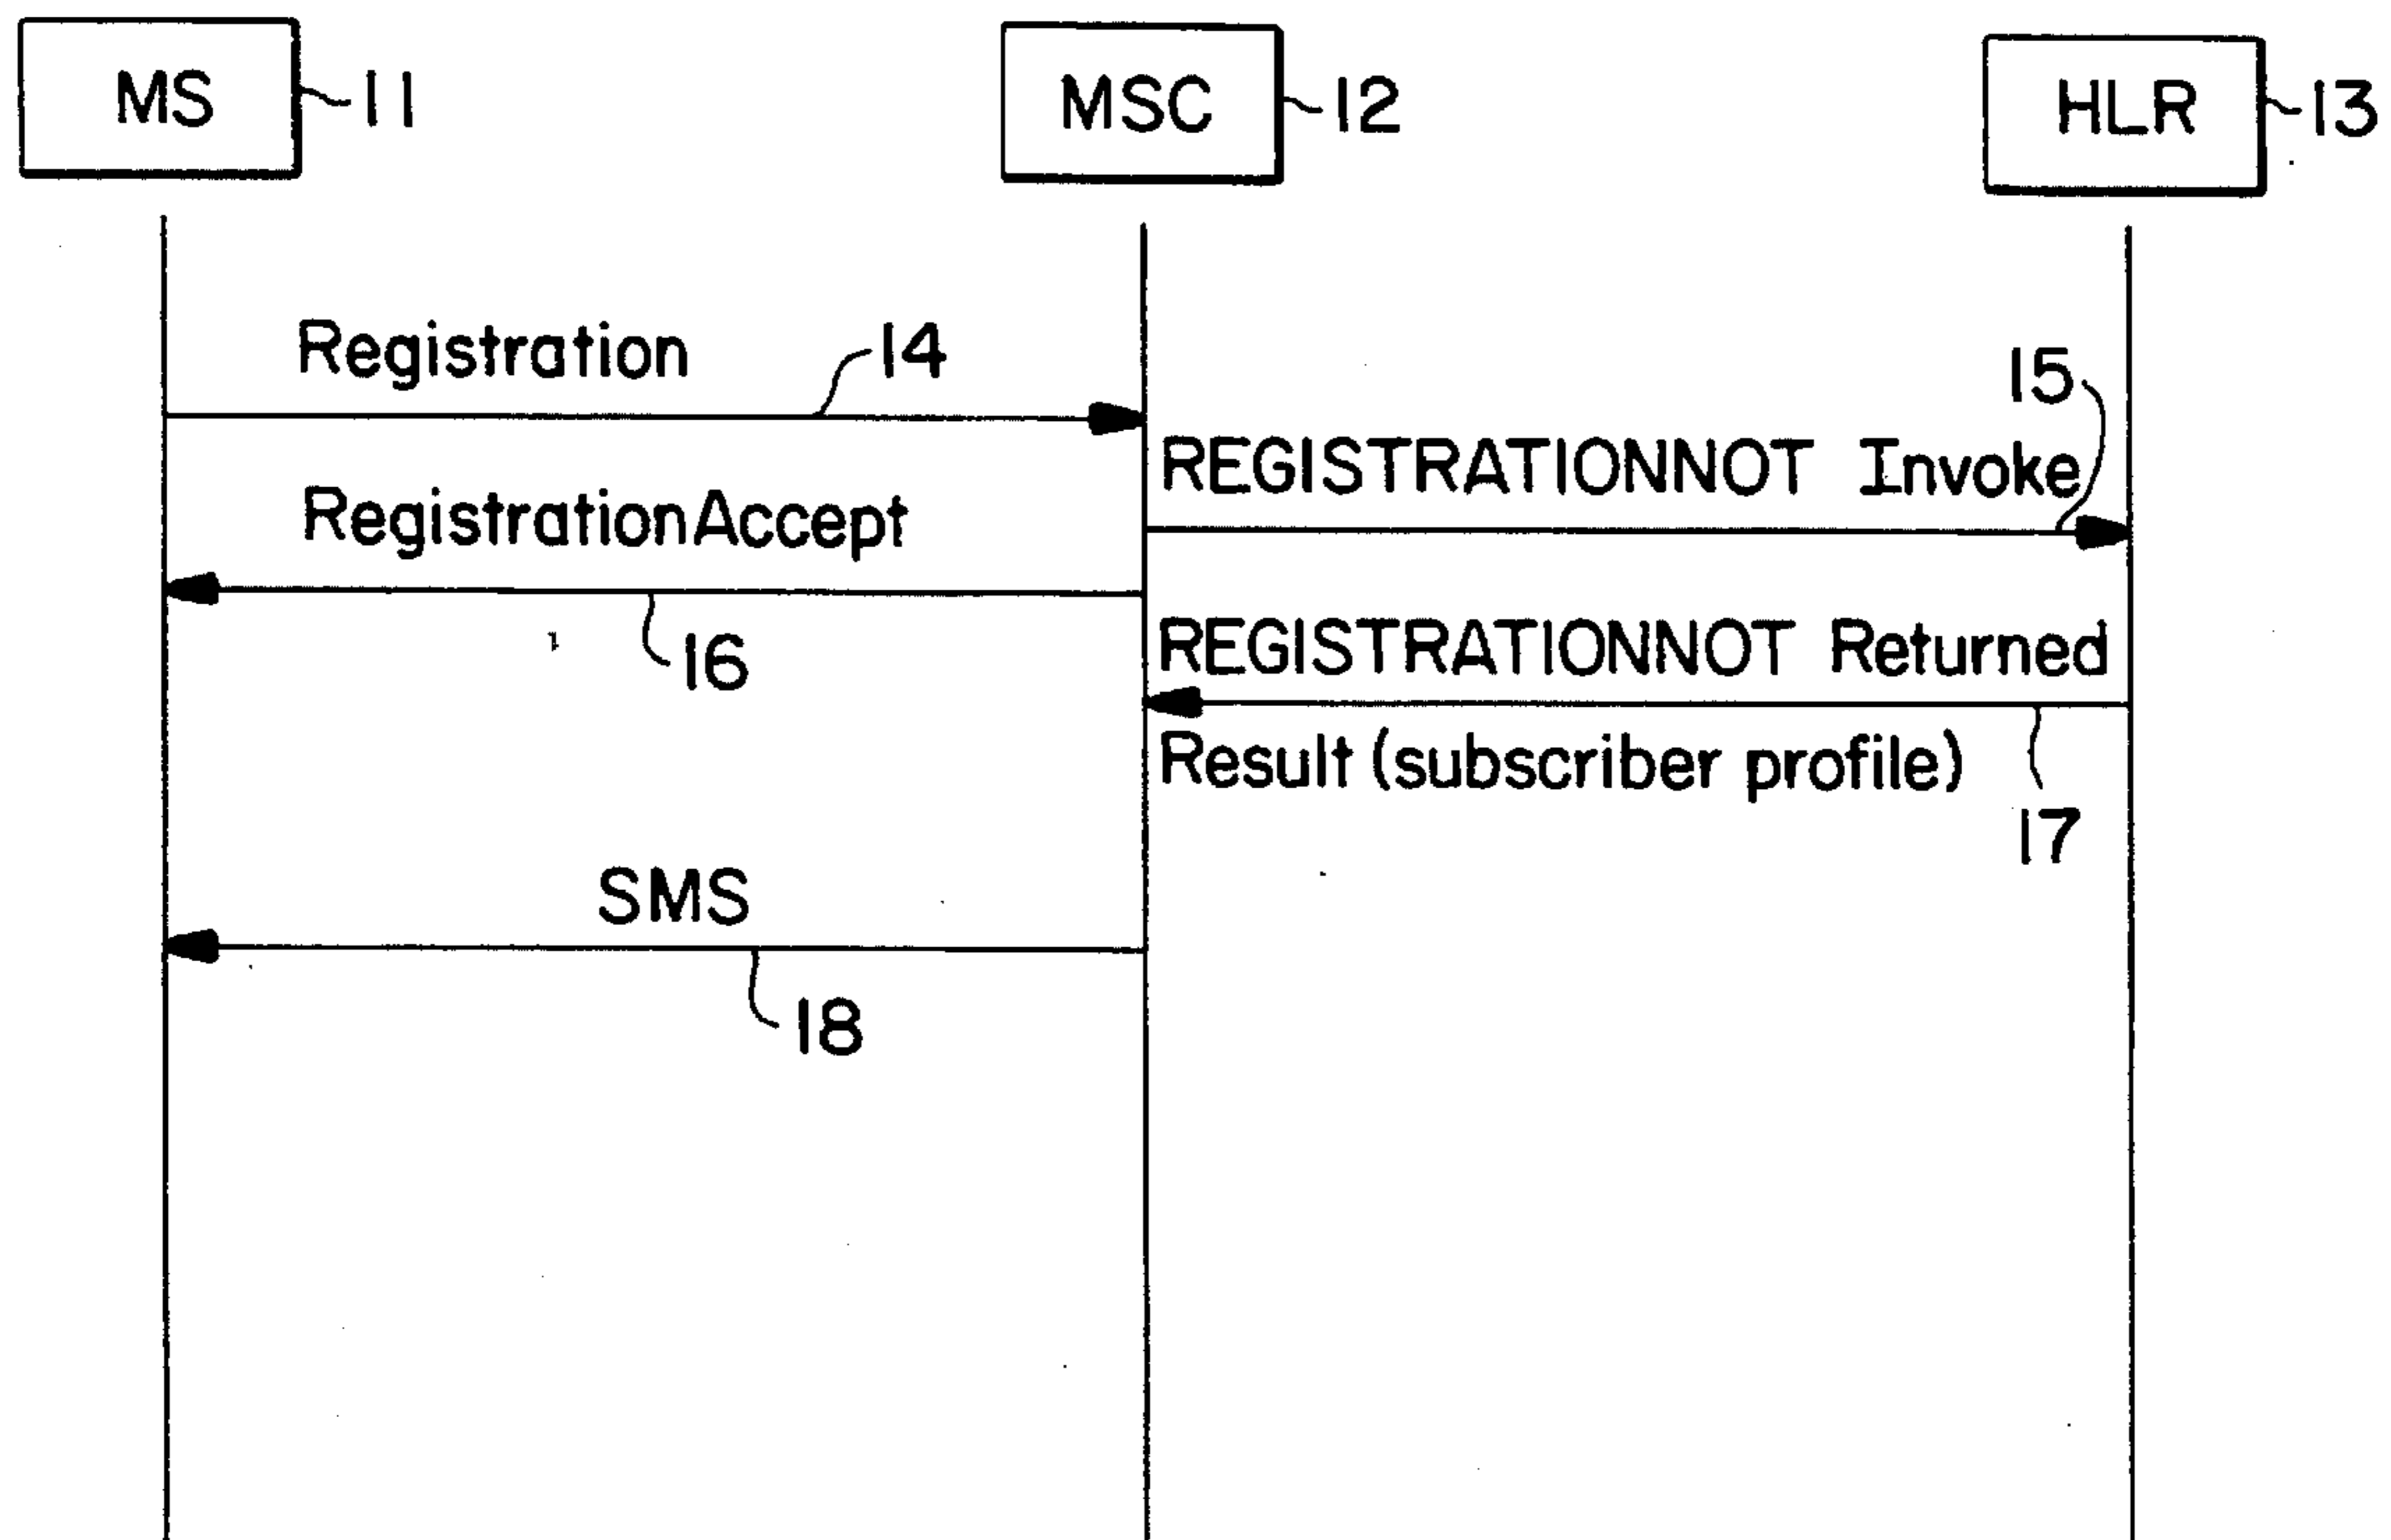 MS 11
MSC 12
HLR 13
Registration 14
15
REGISTRATIONNOT Invoke
RegistrationAccept
16
REGISTRATIONNOT Returned
Result (subscriber profile)
17
SMS
18